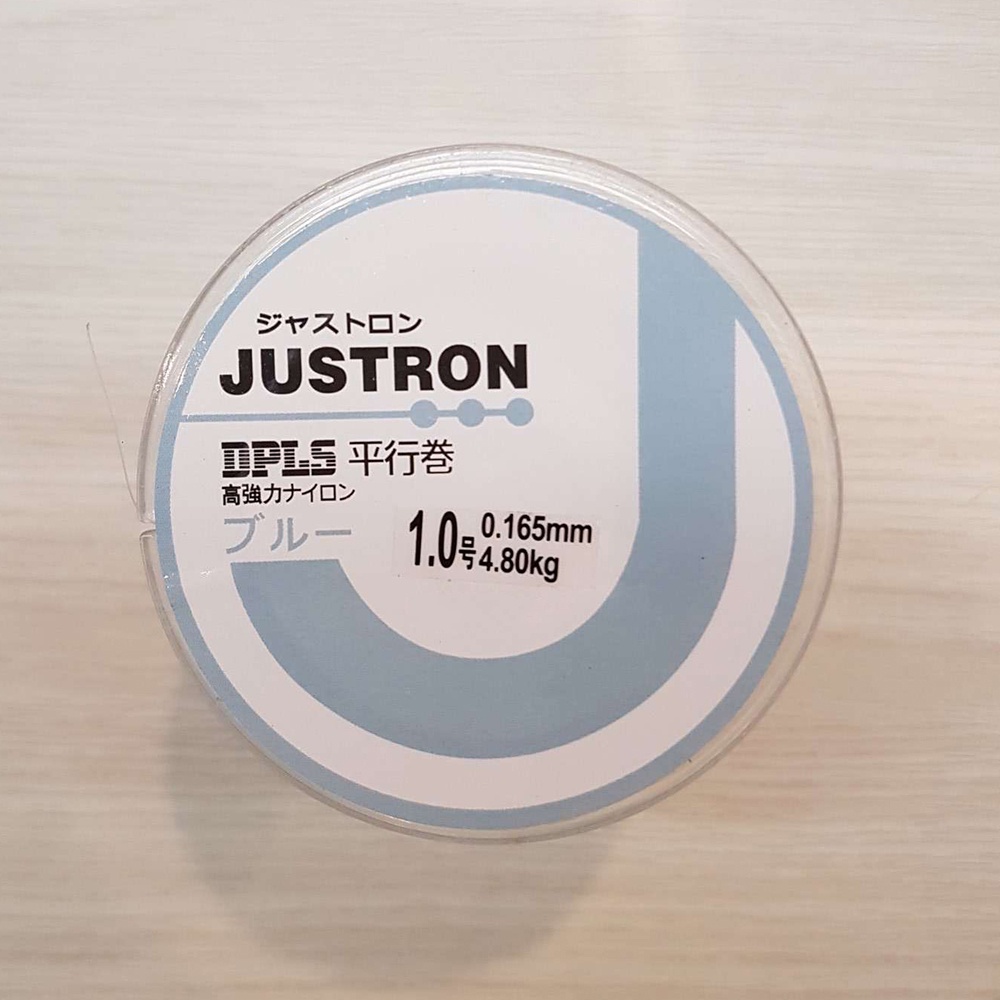 ジャストロン
JUSTRON
DPLS 平行巻
高強力ナイロン
ブルー
1.0号 0.165mm
4.80kg